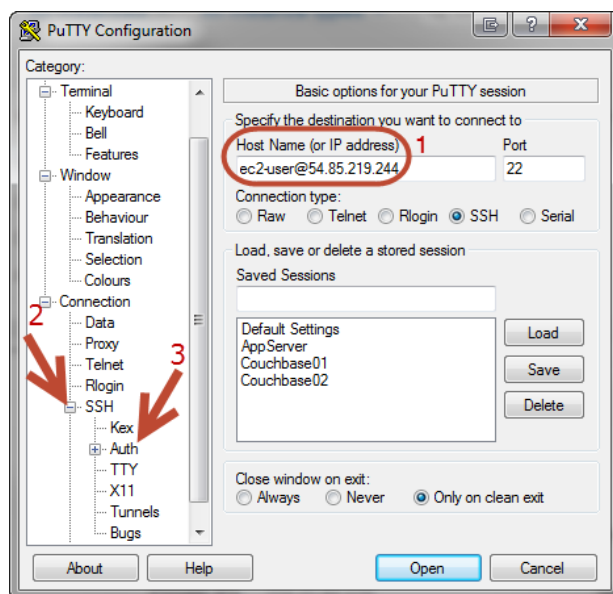 PuTTY Configuration
Category:
Terminal
Keyboard
Bell
Features
Window
Appearance
Behaviour
Translation
Selection
Colours
Connection
Data
Proxy
Telnet
Rlogin
SSH
Kex
Auth
TTY
X11
Tunnels
Bugs
2
3
Basic options for your PuTTY session
Specify the destination you want to connect to
Host Name (or IP address) 1 Port
ec2-user@54.85.219.244 22
Connection type:
Raw Telnet Rlogin SSH Serial
Load, save or delete a stored session
Saved Sessions
Default Settings
AppServer
Couchbase01
Couchbase02
Load
Save
Delete
Close window on exit:
Always Never Only on clean exit
About Help Open Cancel